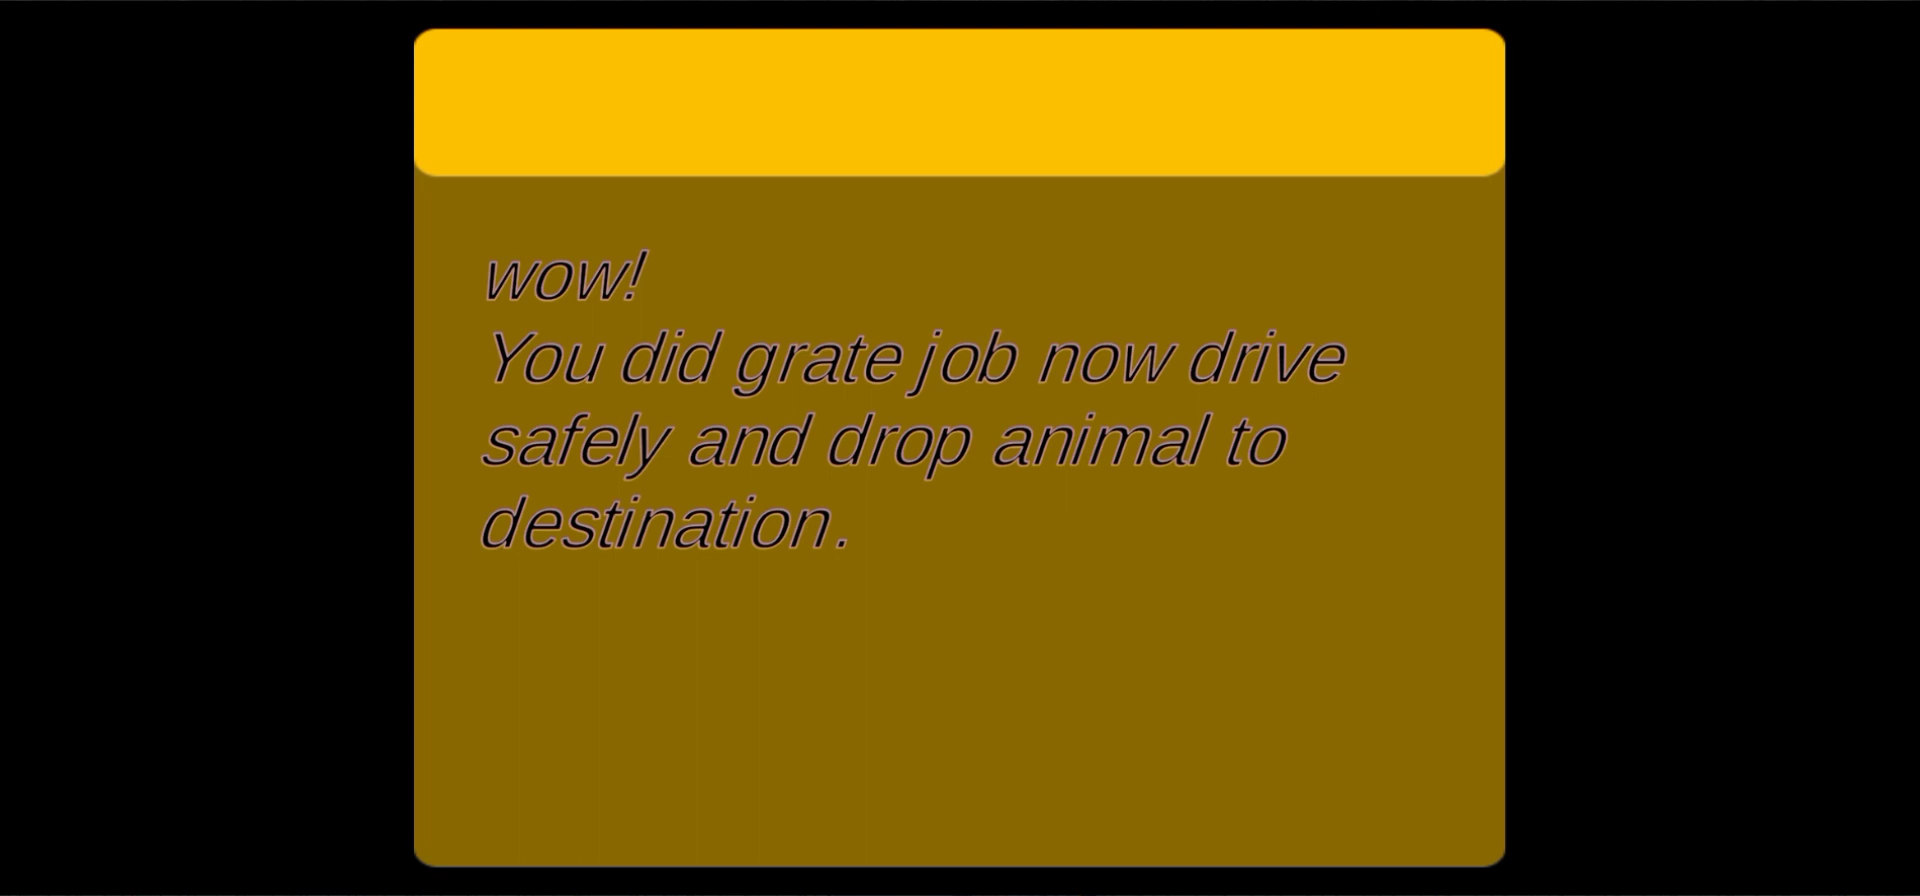 wow!
You did grate job now drive
safely and drop animal to
destination.